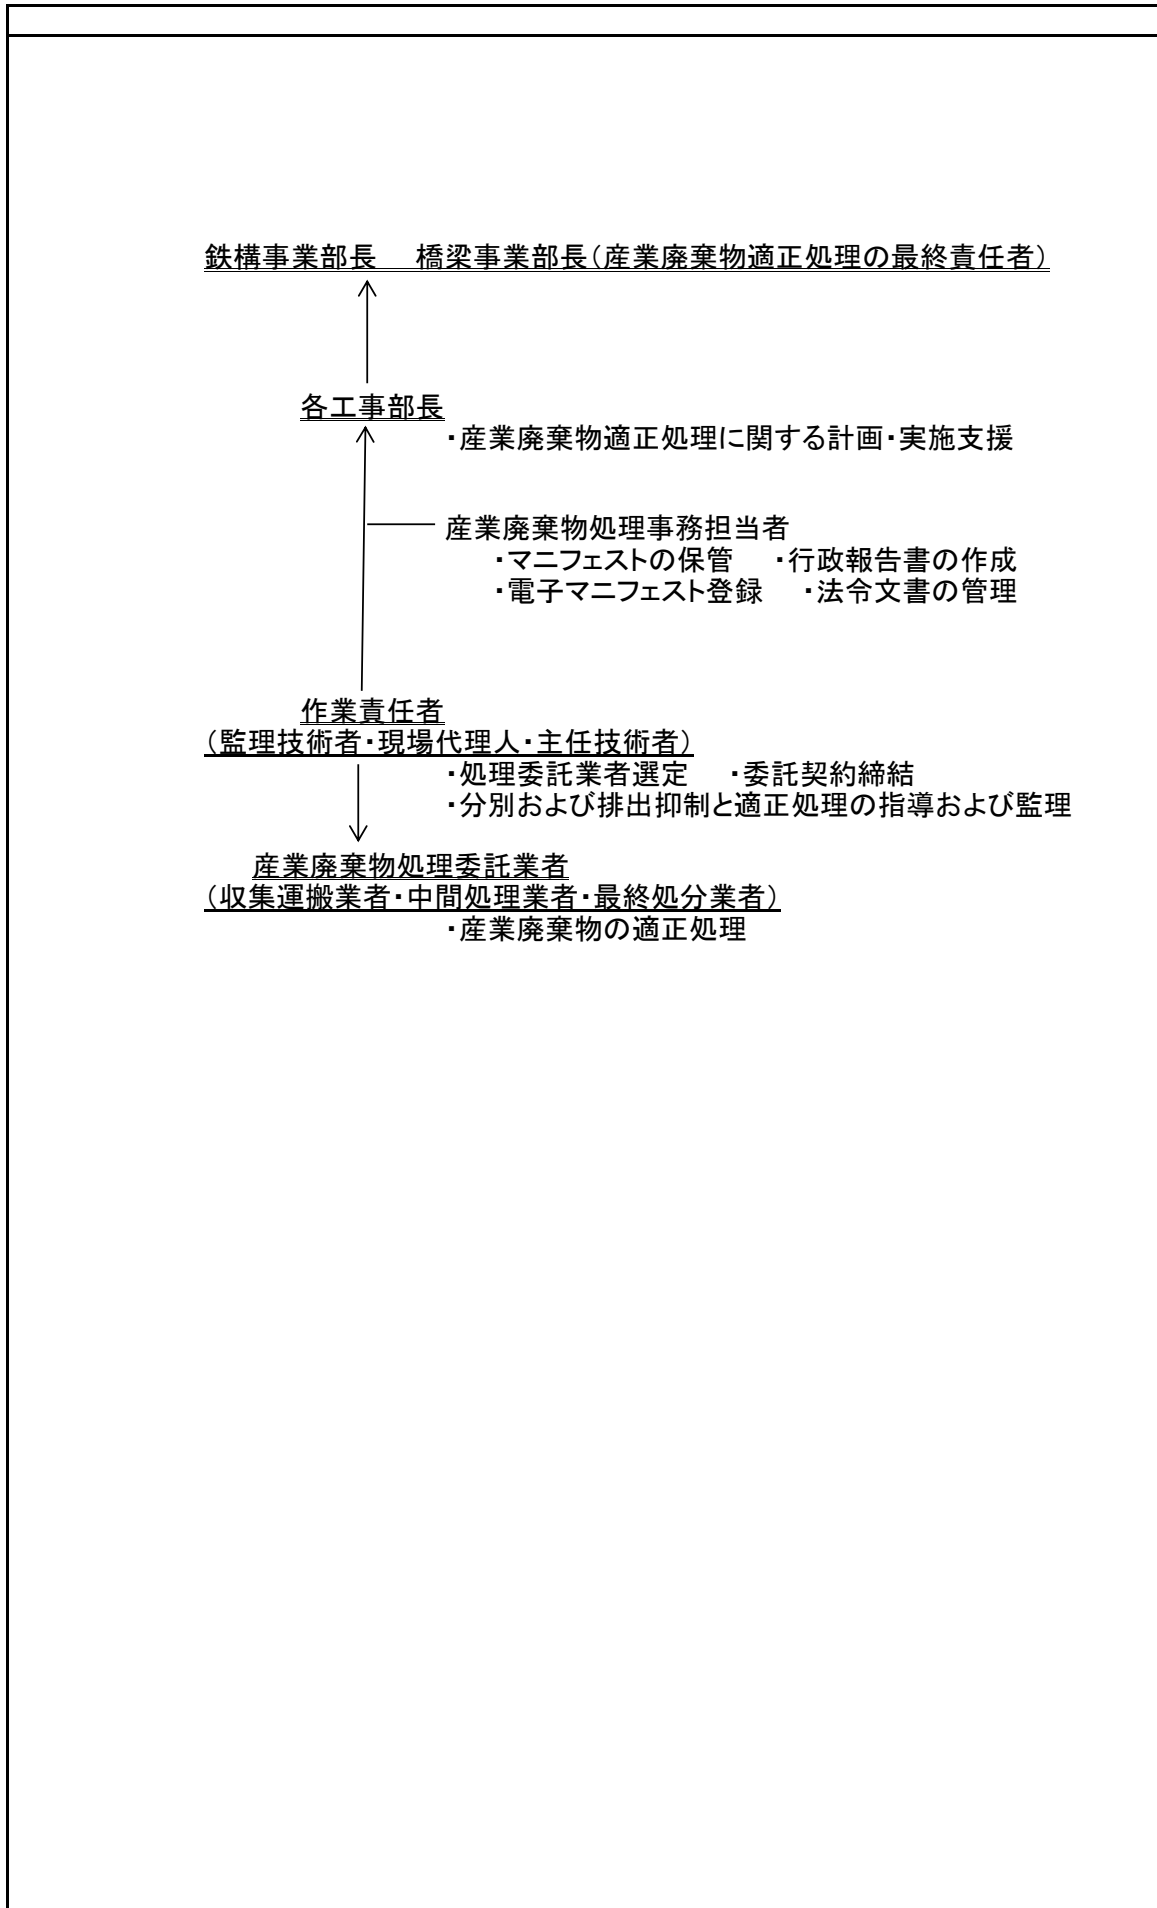 鉄構事業部長　橋梁事業部長（産業廃棄物適正処理の最終責任者）
各工事部長
・産業廃棄物適正処理に関する計画・実施支援
産業廃棄物処理事務担当者
・マニフェストの保管　・行政報告書の作成
・電子マニフェスト登録　・法令文書の管理
作業責任者
（監理技術者・現場代理人・主任技術者）
・処理委託業者選定　・委託契約締結
・分別および排出抑制と適正処理の指導および監理
産業廃棄物処理委託業者
（収集運搬業者・中間処理業者・最終処分業者）
・産業廃棄物の適正処理